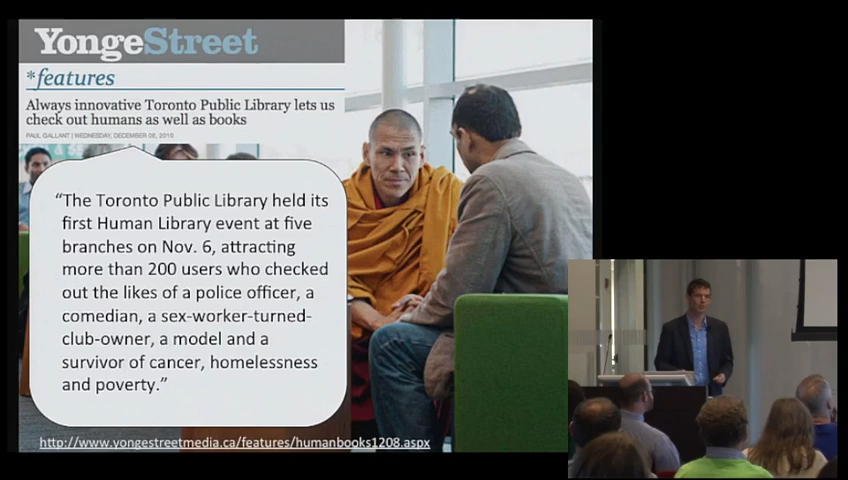 YongeStreet
*features
Always innovative Toronto Public Library lets us
check out humans as well as books
PAUL GALLANT | WEDNESDAY, DECEMBER 08, 2010
“The Toronto Public Library held its
first Human Library event at five
branches on Nov. 6, attracting
more than 200 users who checked
out the likes of a police officer, a
comedian, a sex-worker-turned-
club-owner, a model and a
survivor of cancer, homelessness
and poverty.”
http://www.yongestreetmedia.ca/features/humanbooks1208.aspx